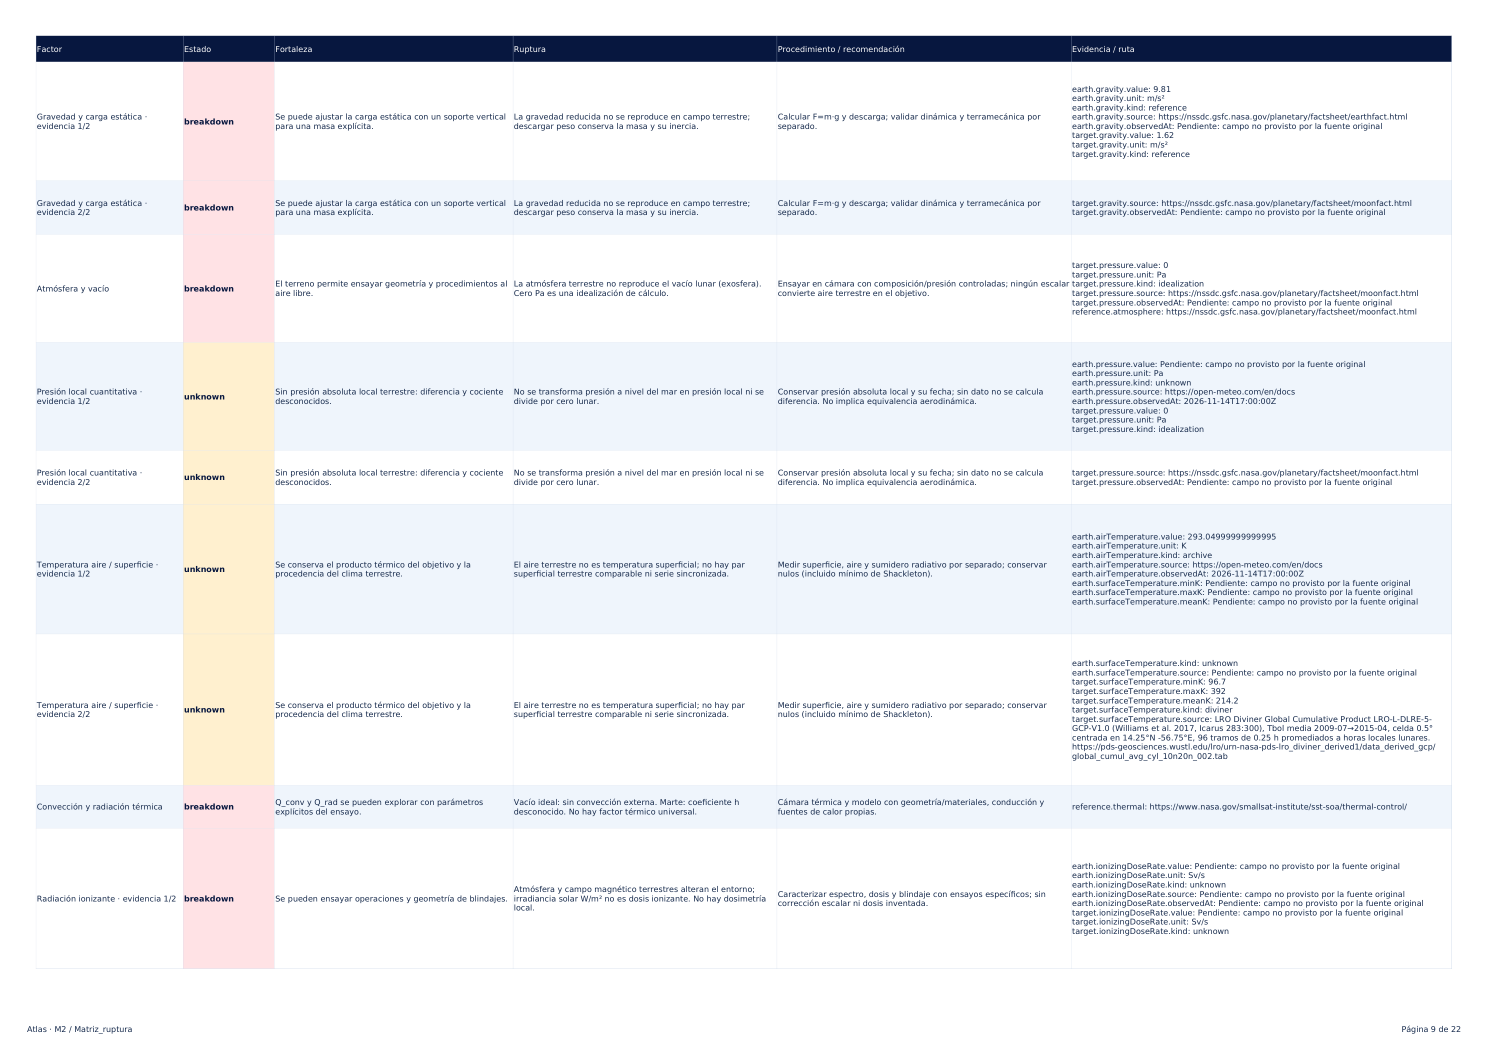 Factor
Estado
Fortaleza
Ruptura
Procedimiento / recomendación
Evidencia / ruta
Gravedad y carga estática ·
evidencia 1/2
breakdown
Se puede ajustar la carga estática con un soporte vertical
para una masa explícita.
La gravedad reducida no se reproduce en campo terrestre;
descargar peso conserva la masa y su inercia.
Calcular F=m·g y descarga; validar dinámica y terramecánica por
separado.
earth.gravity.value: 9.81
earth.gravity.unit: m/s²
earth.gravity.kind: reference
earth.gravity.source: https://nssdc.gsfc.nasa.gov/planetary/factsheet/earthfact.html
earth.gravity.observedAt: Pendiente: campo no provisto por la fuente original
target.gravity.value: 1.62
target.gravity.unit: m/s²
target.gravity.kind: reference
Gravedad y carga estática ·
evidencia 2/2
breakdown
Se puede ajustar la carga estática con un soporte vertical
para una masa explícita.
La gravedad reducida no se reproduce en campo terrestre;
descargar peso conserva la masa y su inercia.
Calcular F=m·g y descarga; validar dinámica y terramecánica por
separado.
target.gravity.source: https://nssdc.gsfc.nasa.gov/planetary/factsheet/moonfact.html
target.gravity.observedAt: Pendiente: campo no provisto por la fuente original
Atmósfera y vacío
breakdown
El terreno permite ensayar geometría y procedimientos al
aire libre.
La atmósfera terrestre no reproduce el vacío lunar (exosfera).
Cero Pa es una idealización de cálculo.
Ensayar en cámara con composición/presión controladas; ningún escalar
convierte aire terrestre en el objetivo.
target.pressure.value: 0
target.pressure.unit: Pa
target.pressure.kind: idealization
target.pressure.source: https://nssdc.gsfc.nasa.gov/planetary/factsheet/moonfact.html
target.pressure.observedAt: Pendiente: campo no provisto por la fuente original
reference.atmosphere: https://nssdc.gsfc.nasa.gov/planetary/factsheet/moonfact.html
Presión local cuantitativa ·
evidencia 1/2
unknown
Sin presión absoluta local terrestre: diferencia y cociente
desconocidos.
No se transforma presión a nivel del mar en presión local ni se
divide por cero lunar.
Conservar presión absoluta local y su fecha; sin dato no se calcula
diferencia. No implica equivalencia aerodinámica.
earth.pressure.value: Pendiente: campo no provisto por la fuente original
earth.pressure.unit: Pa
earth.pressure.kind: unknown
earth.pressure.source: https://open-meteo.com/en/docs
earth.pressure.observedAt: 2026-11-14T17:00:00Z
target.pressure.value: 0
target.pressure.unit: Pa
target.pressure.kind: idealization
Presión local cuantitativa ·
evidencia 2/2
unknown
Sin presión absoluta local terrestre: diferencia y cociente
desconocidos.
No se transforma presión a nivel del mar en presión local ni se
divide por cero lunar.
Conservar presión absoluta local y su fecha; sin dato no se calcula
diferencia. No implica equivalencia aerodinámica.
target.pressure.source: https://nssdc.gsfc.nasa.gov/planetary/factsheet/moonfact.html
target.pressure.observedAt: Pendiente: campo no provisto por la fuente original
Temperatura aire / superficie ·
evidencia 1/2
unknown
Se conserva el producto térmico del objetivo y la
procedencia del clima terrestre.
El aire terrestre no es temperatura superficial; no hay par
superficial terrestre comparable ni serie sincronizada.
Medir superficie, aire y sumidero radiativo por separado; conservar
nulos (incluido mínimo de Shackleton).
earth.airTemperature.value: 293.04999999999995
earth.airTemperature.unit: K
earth.airTemperature.kind: archive
earth.airTemperature.source: https://open-meteo.com/en/docs
earth.airTemperature.observedAt: 2026-11-14T17:00:00Z
earth.surfaceTemperature.minK: Pendiente: campo no provisto por la fuente original
earth.surfaceTemperature.maxK: Pendiente: campo no provisto por la fuente original
earth.surfaceTemperature.meanK: Pendiente: campo no provisto por la fuente original
Temperatura aire / superficie ·
evidencia 2/2
unknown
Se conserva el producto térmico del objetivo y la
procedencia del clima terrestre.
El aire terrestre no es temperatura superficial; no hay par
superficial terrestre comparable ni serie sincronizada.
Medir superficie, aire y sumidero radiativo por separado; conservar
nulos (incluido mínimo de Shackleton).
earth.surfaceTemperature.kind: unknown
earth.surfaceTemperature.source: Pendiente: campo no provisto por la fuente original
target.surfaceTemperature.minK: 96.7
target.surfaceTemperature.maxK: 392
target.surfaceTemperature.meanK: 214.2
target.surfaceTemperature.kind: diviner
target.surfaceTemperature.source: LRO Diviner Global Cumulative Product LRO-L-DLRE-5-
GCP-V1.0 (Williams et al. 2017, Icarus 283:300), Tbol media 2009-07→2015-04, celda 0.5°
centrada en 14.25°N -56.75°E, 96 tramos de 0.25 h promediados a horas locales lunares.
https://pds-geosciences.wustl.edu/lro/urn-nasa-pds-lro_diviner_derived1/data_derived_gcp/
global_cumul_avg_cyl_10n20n_002.tab
Convección y radiación térmica
breakdown
Q_conv y Q_rad se pueden explorar con parámetros
explícitos del ensayo.
Vacío ideal: sin convección externa. Marte: coeficiente h
desconocido. No hay factor térmico universal.
Cámara térmica y modelo con geometría/materiales, conducción y
fuentes de calor propias.
reference.thermal: https://www.nasa.gov/smallsat-institute/sst-soa/thermal-control/
Radiación ionizante · evidencia 1/2
breakdown
Se pueden ensayar operaciones y geometría de blindajes.
Atmósfera y campo magnético terrestres alteran el entorno;
irradiancia solar W/m² no es dosis ionizante. No hay dosimetría
local.
Caracterizar espectro, dosis y blindaje con ensayos específicos; sin
corrección escalar ni dosis inventada.
earth.ionizingDoseRate.value: Pendiente: campo no provisto por la fuente original
earth.ionizingDoseRate.unit: Sv/s
earth.ionizingDoseRate.kind: unknown
earth.ionizingDoseRate.source: Pendiente: campo no provisto por la fuente original
earth.ionizingDoseRate.observedAt: Pendiente: campo no provisto por la fuente original
target.ionizingDoseRate.value: Pendiente: campo no provisto por la fuente original
target.ionizingDoseRate.unit: Sv/s
target.ionizingDoseRate.kind: unknown
Atlas · M2 / Matriz_ruptura
Página 9 de 22